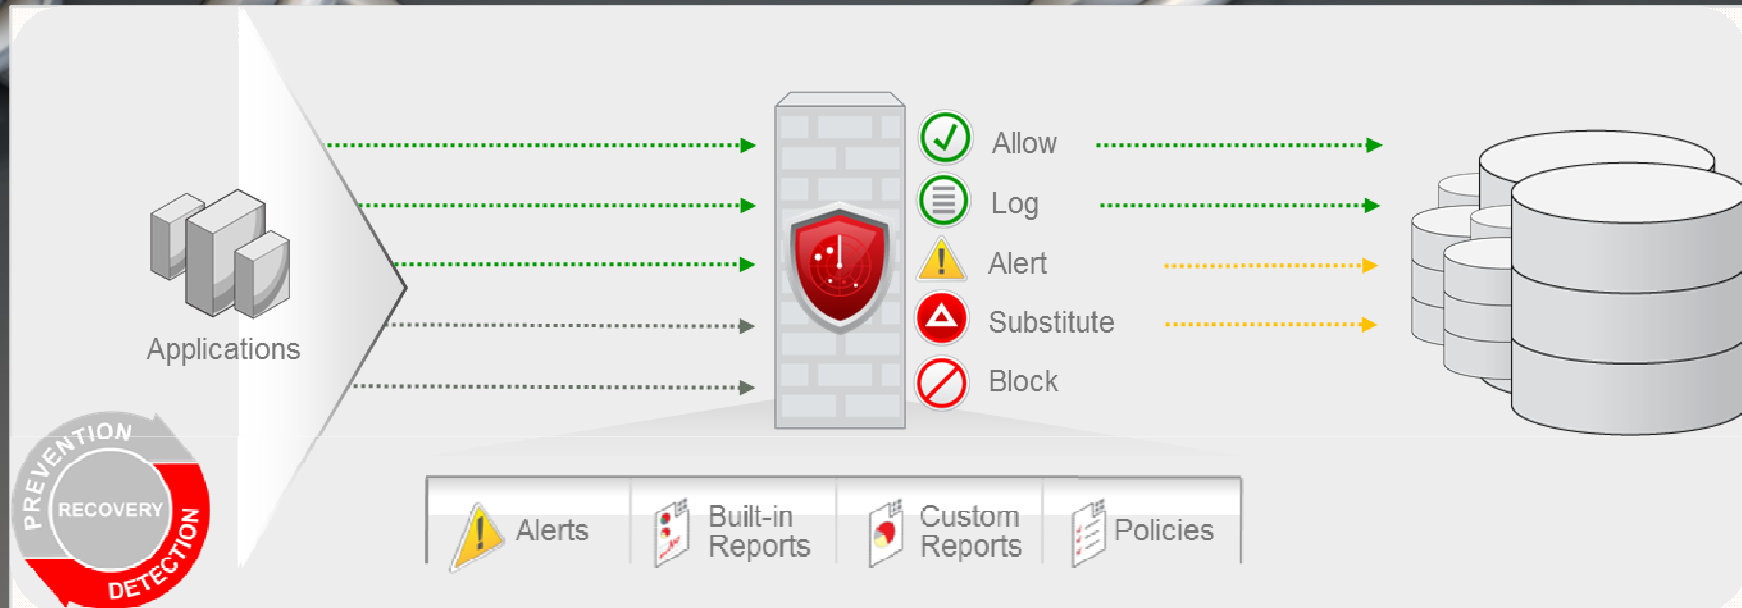 Allow
Log
Alert
Substitute
Block
Applications
PREVENTION
RECOVERY
DETECTION
Alerts
Built-in
Reports
Custom
Reports
Policies